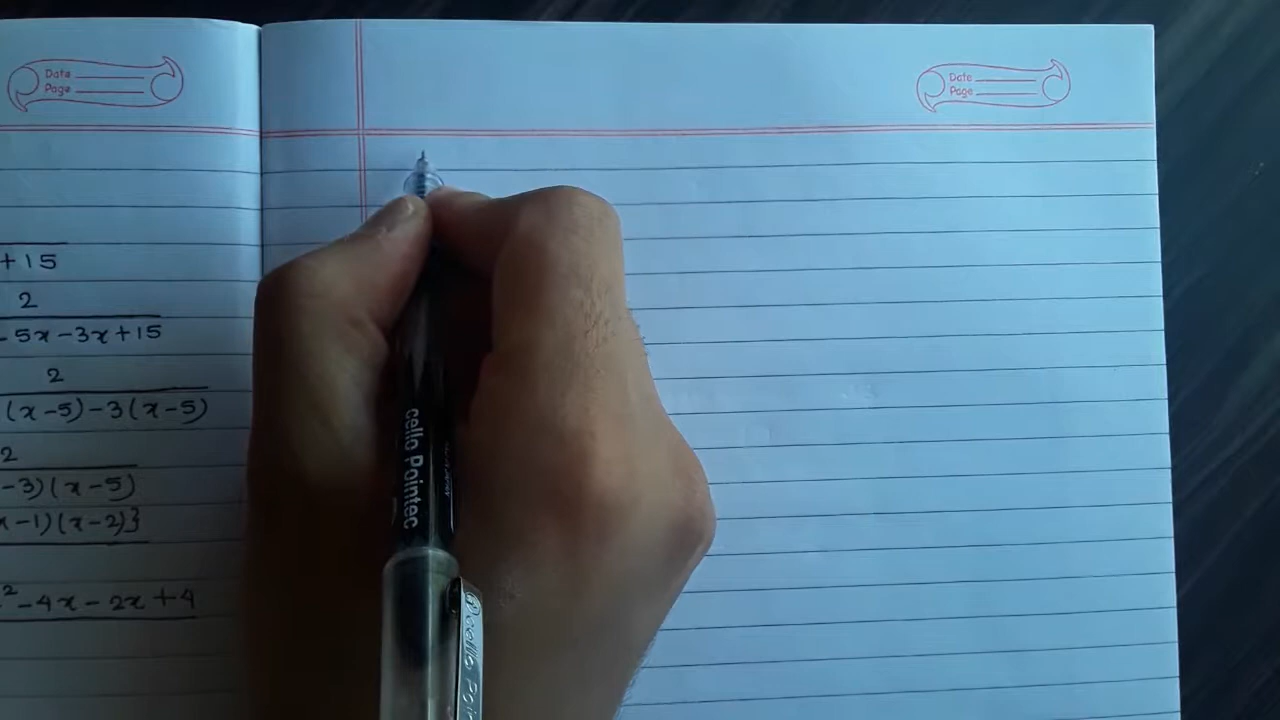 Date
Page
+15
2
-5x-3x+15
2
(x-5)-3(x-5)
2
-3)(x-5)
x-1)(x-2)}
2-4x-2x+4
Date
Page
cello Pointec